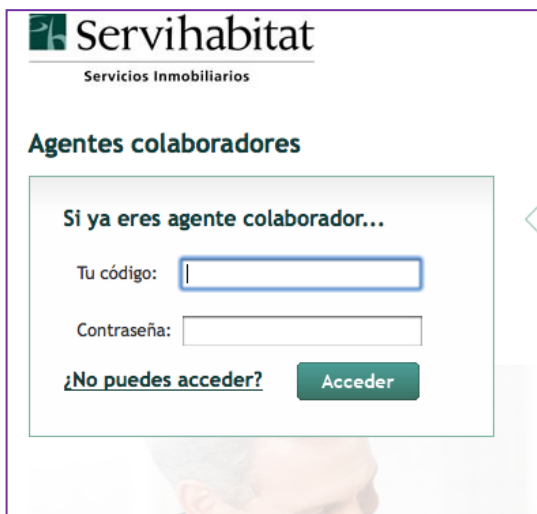 Servihabitat
Servicios Inmobiliarios
Agentes colaboradores
Si ya eres agente colaborador...
Tu código:
Contraseña:
¿No puedes acceder? Acceder